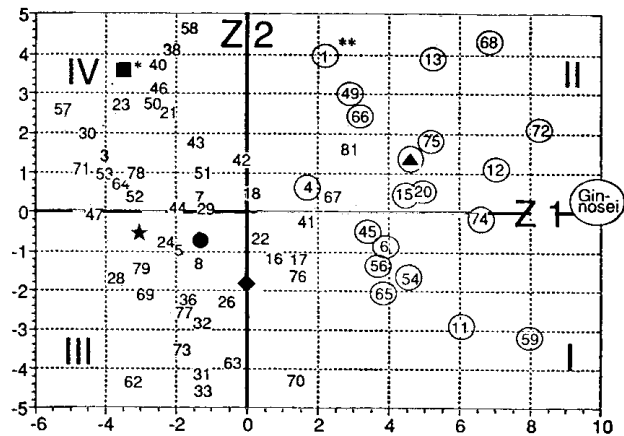 5 58 Z 2
38 1 ** 68
4 IV * 40 13 II
46
3 57 23 50 21 49
66
2 30 43 75 72
3 42 81
1 71 53 78 51 12
64 52 7 18 4 67 15 20 Gin-
0 47 44 29 41 74 Z 1 nosei
45
-1 24 5 22 6
8 16 17 56
79
28 76 54
-2 69 36 26 65
77
-3 32 11 59
III 73 63 I
-4 31
62 33 70
-5
-6 -4 -2 0 2 4 6 8 10